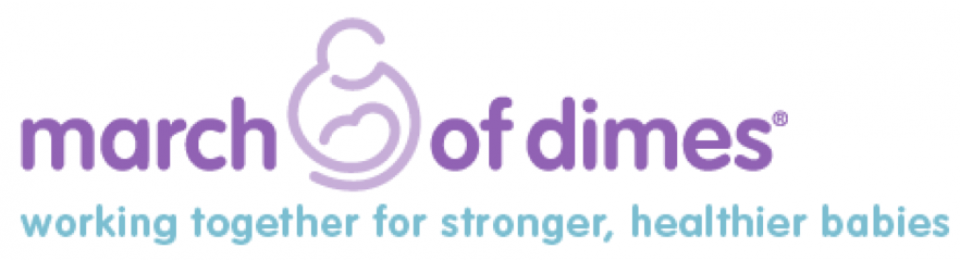 march of dimes®
working together for stronger, healthier babies